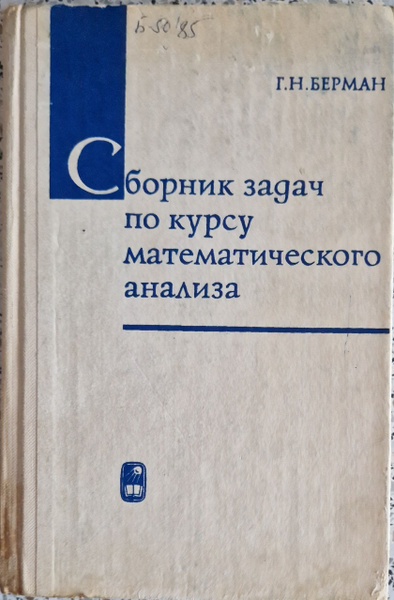 Б-50'85
Г.Н.БЕРМАН
Сборник задач
по курсу
математического
анализа